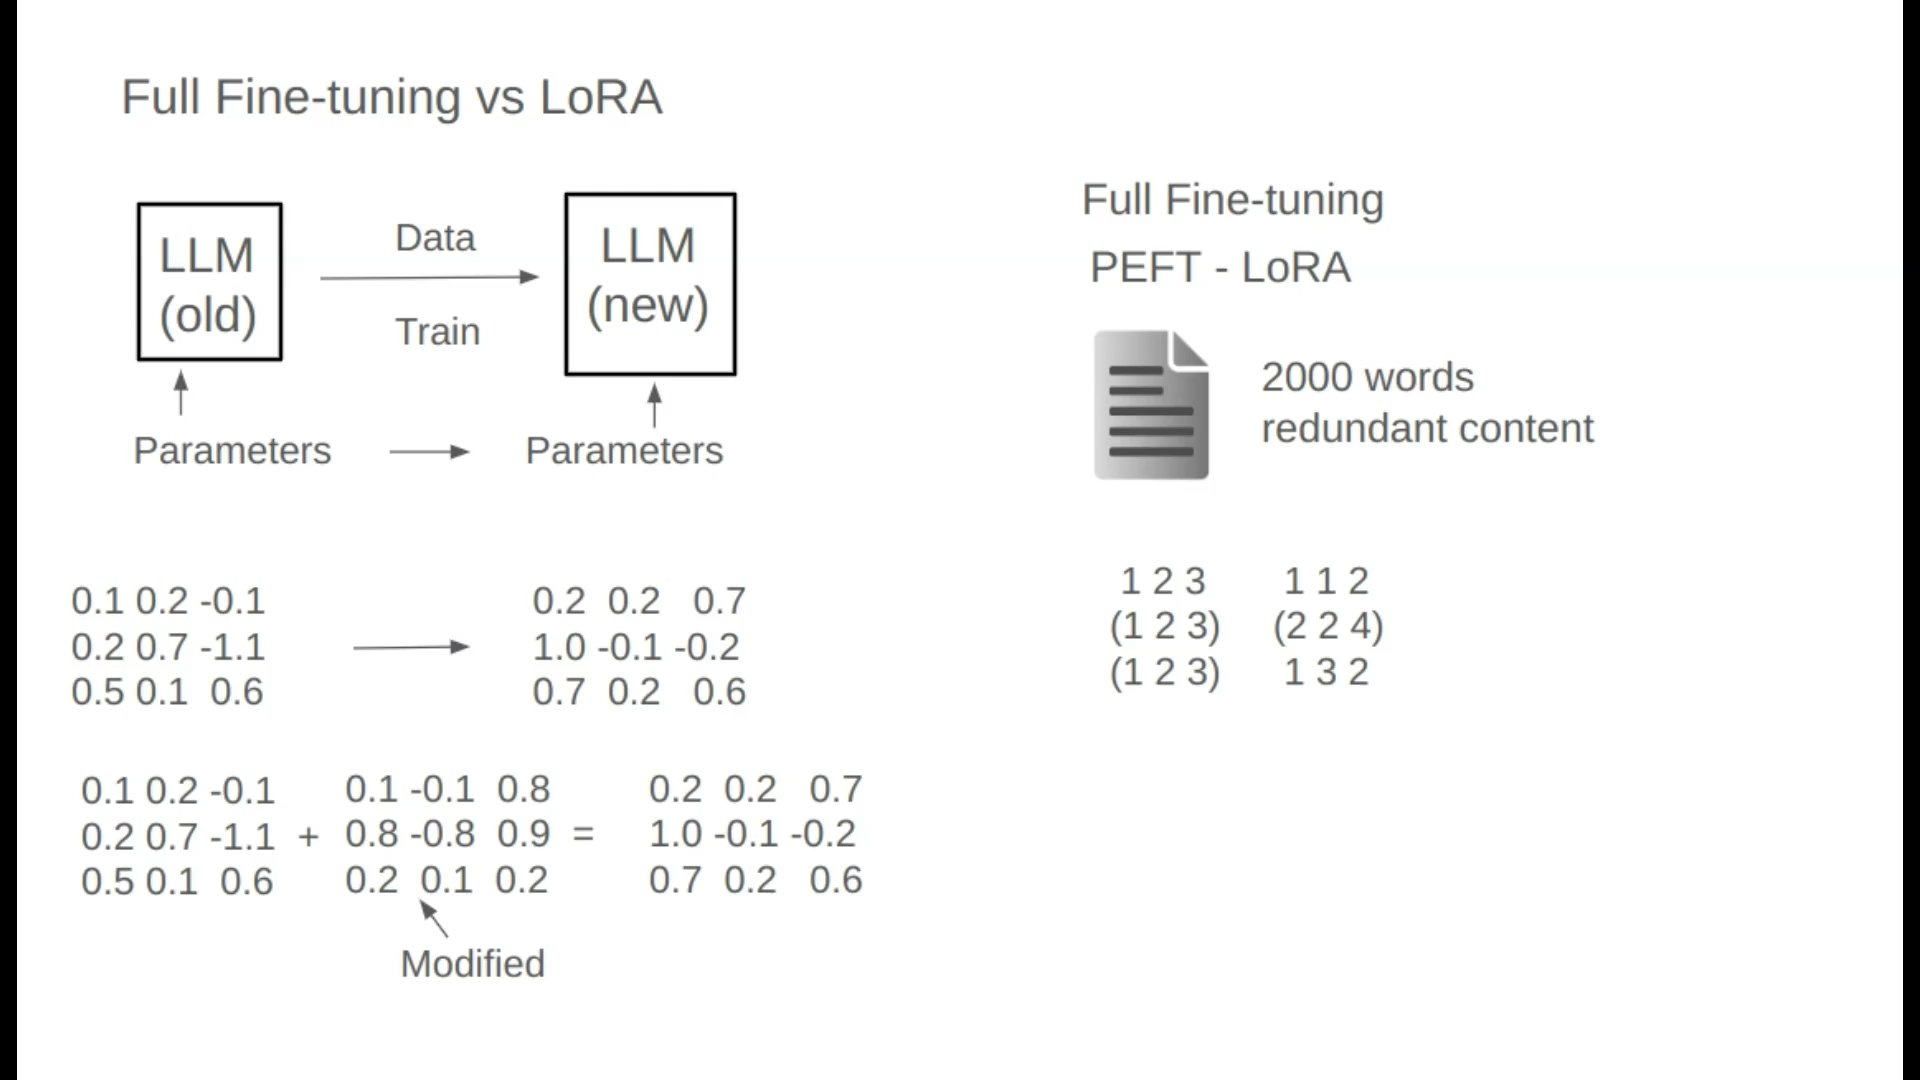 Full Fine-tuning vs LoRA
LLM
(old)
Data
Train
LLM
(new)
Parameters
Parameters
0.1 0.2 -0.1
0.2 0.7 -1.1
0.5 0.1 0.6
0.2 0.2 0.7
1.0 -0.1 -0.2
0.7 0.2 0.6
0.1 0.2 -0.1
0.2 0.7 -1.1
0.5 0.1 0.6
+
0.1 -0.1 0.8
0.8 -0.8 0.9
0.2 0.1 0.2
=
0.2 0.2 0.7
1.0 -0.1 -0.2
0.7 0.2 0.6
Modified
Full Fine-tuning
PEFT - LoRA
2000 words
redundant content
1 2 3
(1 2 3)
(1 2 3)
1 1 2
(2 2 4)
1 3 2